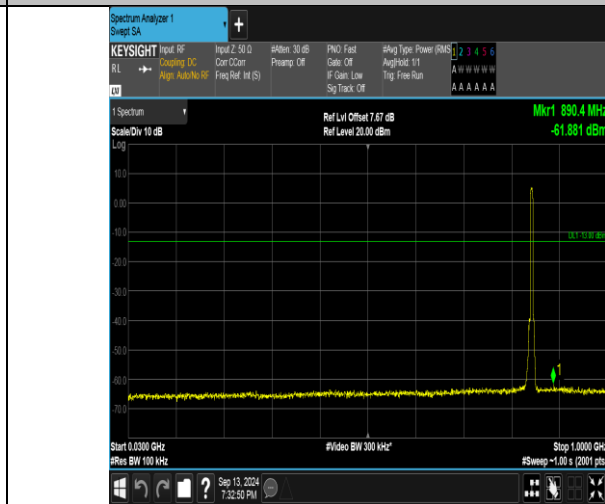 Spectrum Analyzer 1
Swept SA
+
KEYSIGHT Input: RF Input Z: 50 Ω #Atten: 30 dB PNO: Fast #Avg Type: Power (RMS 1 2 3 4 5 6
RL Coupling: DC Corr CCorr Preamp: Off Gate: Off Avg|Hold: 1/1 A W W W W W
Align: Auto/No RF Freq Ref: Int (S) IF Gain: Low Trig: Free Run
Sig Track: Off A A A A A A
LXI
1 Spectrum Ref Lvl Offset 7.67 dB Mkr1 890.4 MHz
Scale/Div 10 dB Ref Level 20.00 dBm -61.881 dBm
Log
10.0
0.00
-10.0
DL1 -13.00 dBm
-20.0
-30.0
-40.0
-50.0
1
-60.0
-70.0
Start 0.0300 GHz #Video BW 300 kHz* Stop 1.0000 GHz
#Res BW 100 kHz #Sweep ~1.00 s (2001 pts
? Sep 13, 2024
7:32:50 PM